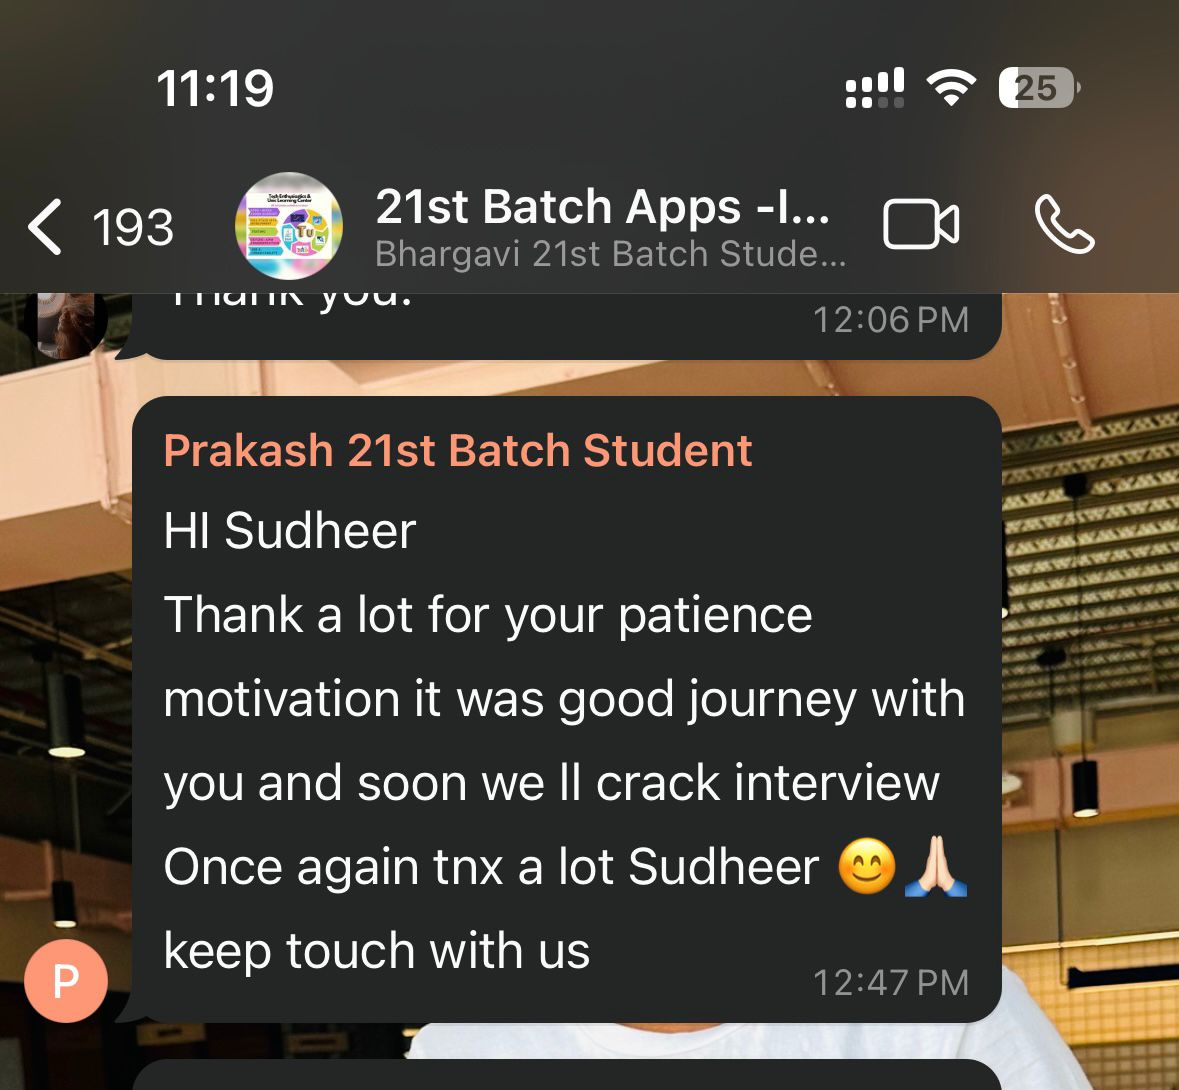 11:19
25
193
21st Batch Apps -I...
Bhargavi 21st Batch Stude...
Thank you.
12:06 PM
Prakash 21st Batch Student
HI Sudheer
Thank a lot for your patience
motivation it was good journey with
you and soon we ll crack interview
Once again tnx a lot Sudheer 😊🙏🏻
keep touch with us
12:47 PM
P